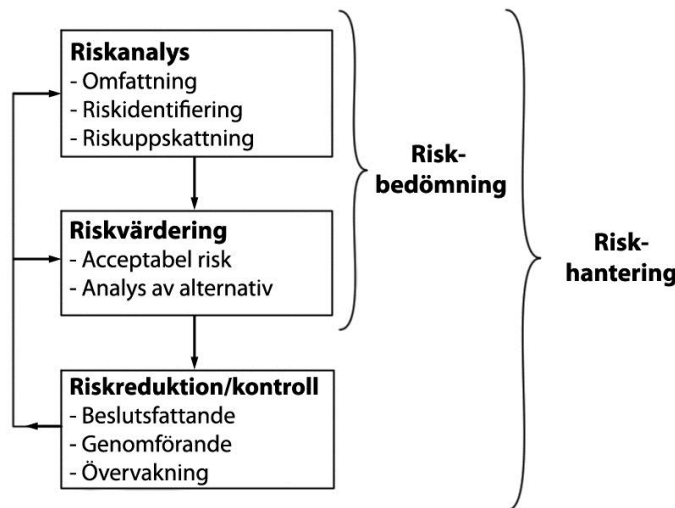 Riskanalys
- Omfattning
- Riskidentifiering
- Riskuppskattning
Risk-
bedömning
Riskvärdering
- Acceptabel risk
- Analys av alternativ
Risk-
hantering
Riskreduktion/kontroll
- Beslutsfattande
- Genomförande
- Övervakning